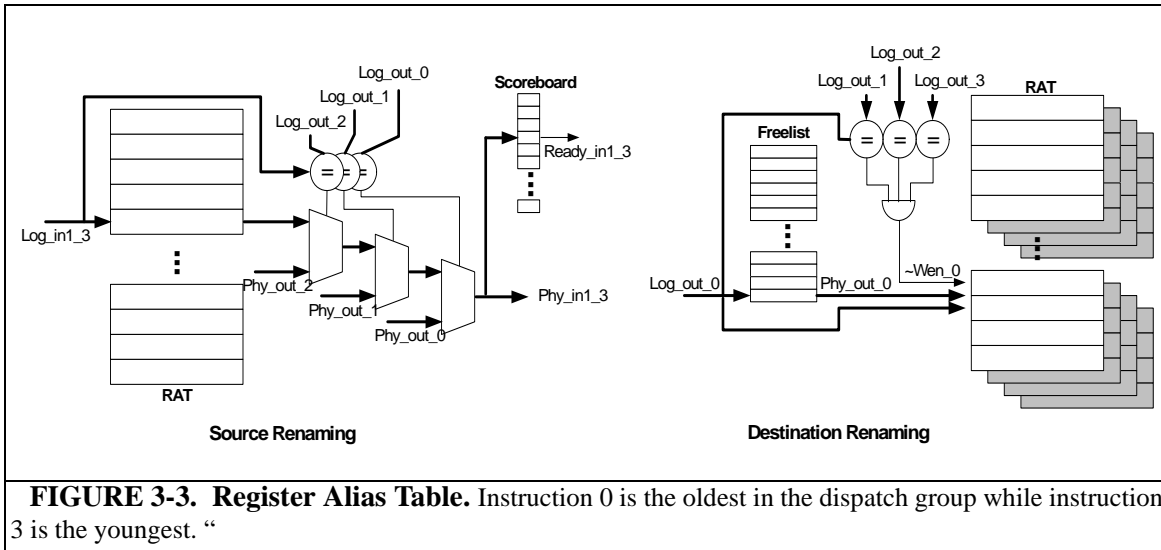 Log_out_0
Log_out_1
Log_out_2
=
=
=
Log_in1_3
Phy_out_2
Phy_out_1
Phy_out_0
Scoreboard
Ready_in1_3
Phy_in1_3
RAT
Source Renaming
Log_out_2
Log_out_1
Log_out_3
RAT
Freelist
=
=
=
~Wen_0
Log_out_0
Phy_out_0
Destination Renaming
FIGURE 3-3. Register Alias Table. Instruction 0 is the oldest in the dispatch group while instruction
3 is the youngest. “